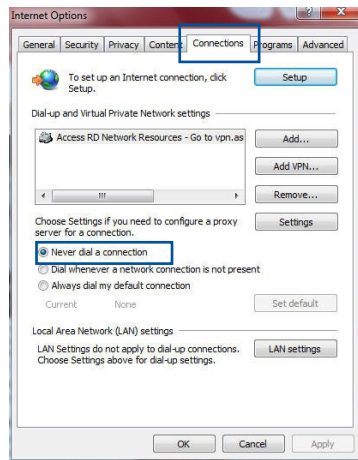 Internet Options
General Security Privacy Content Connections Programs Advanced
To set up an Internet connection, click
Setup.
Setup
Dial-up and Virtual Private Network settings
Access RD Network Resources - Go to vpn.as
Add...
Add VPN...
Remove...
Choose Settings if you need to configure a proxy
server for a connection.
Settings
Never dial a connection
Dial whenever a network connection is not present
Always dial my default connection
Current None
Set default
Local Area Network (LAN) settings
LAN Settings do not apply to dial-up connections.
Choose Settings above for dial-up settings.
LAN settings
OK Cancel Apply